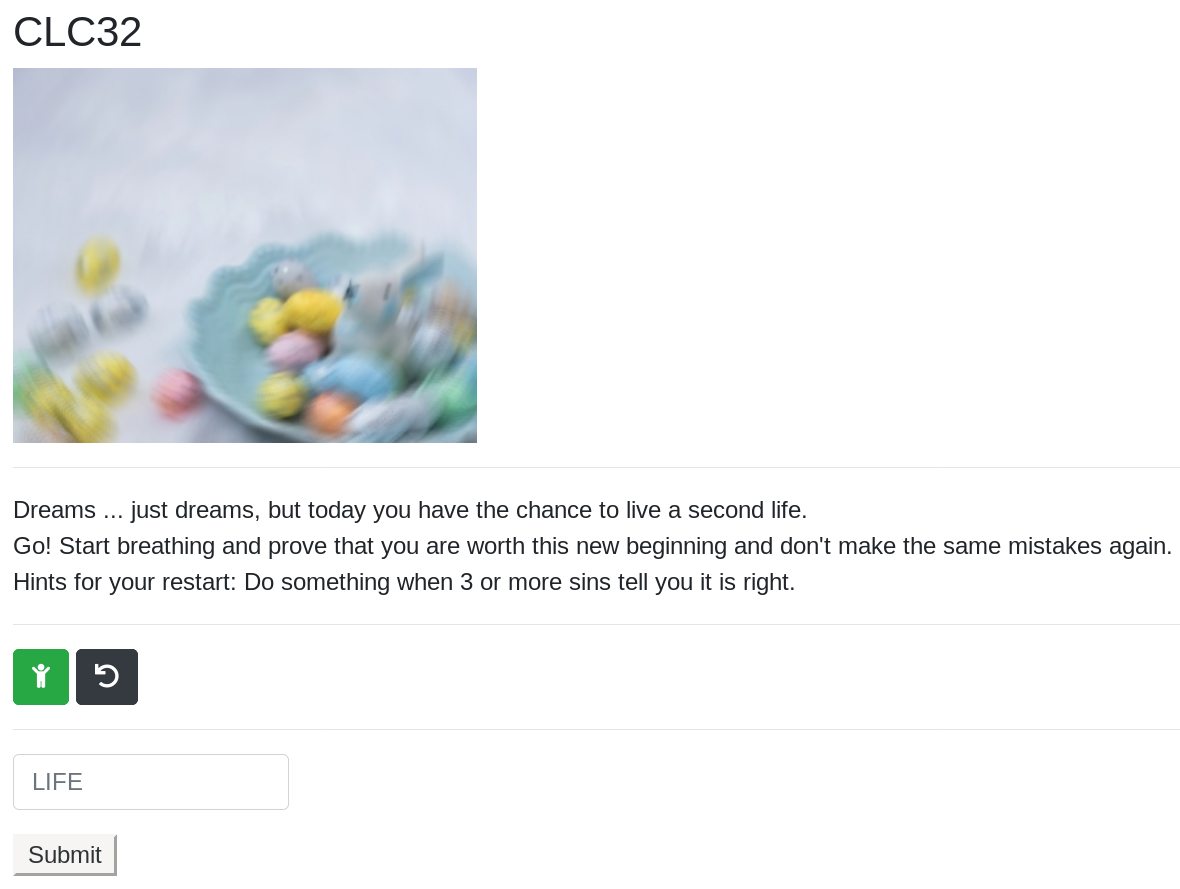 CLC32
Dreams ... just dreams, but today you have the chance to live a second life.
Go! Start breathing and prove that you are worth this new beginning and don't make the same mistakes again.
Hints for your restart: Do something when 3 or more sins tell you it is right.
LIFE
Submit